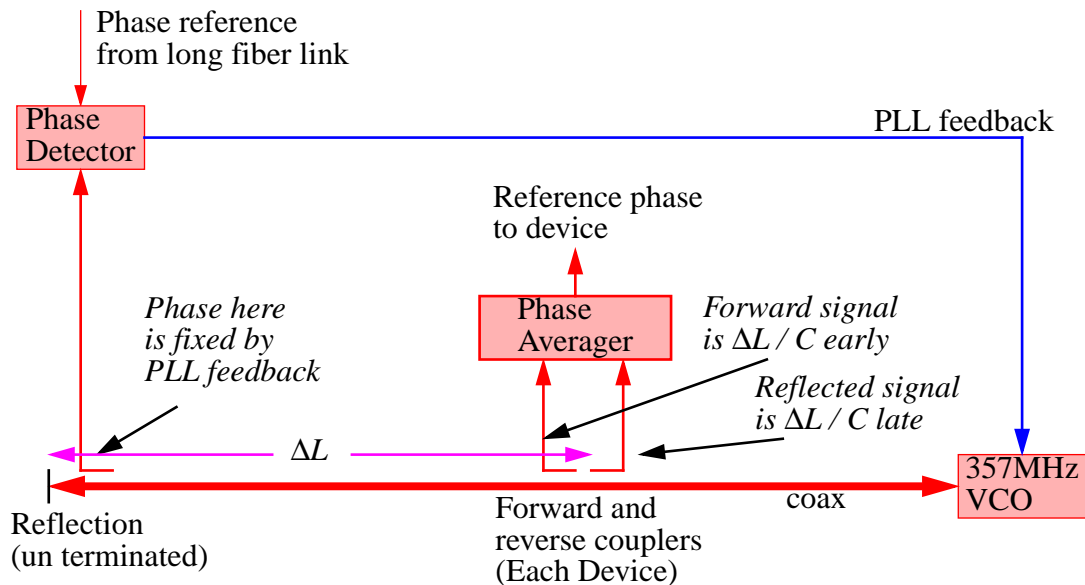 Phase reference
from long fiber link
Phase
Detector
PLL feedback
Reference phase
to device
Phase
Averager
Phase here
is fixed by
PLL feedback
Forward signal
is ΔL / C early
Reflected signal
is ΔL / C late
ΔL
357MHz
VCO
coax
Reflection
(un terminated)
Forward and
reverse couplers
(Each Device)